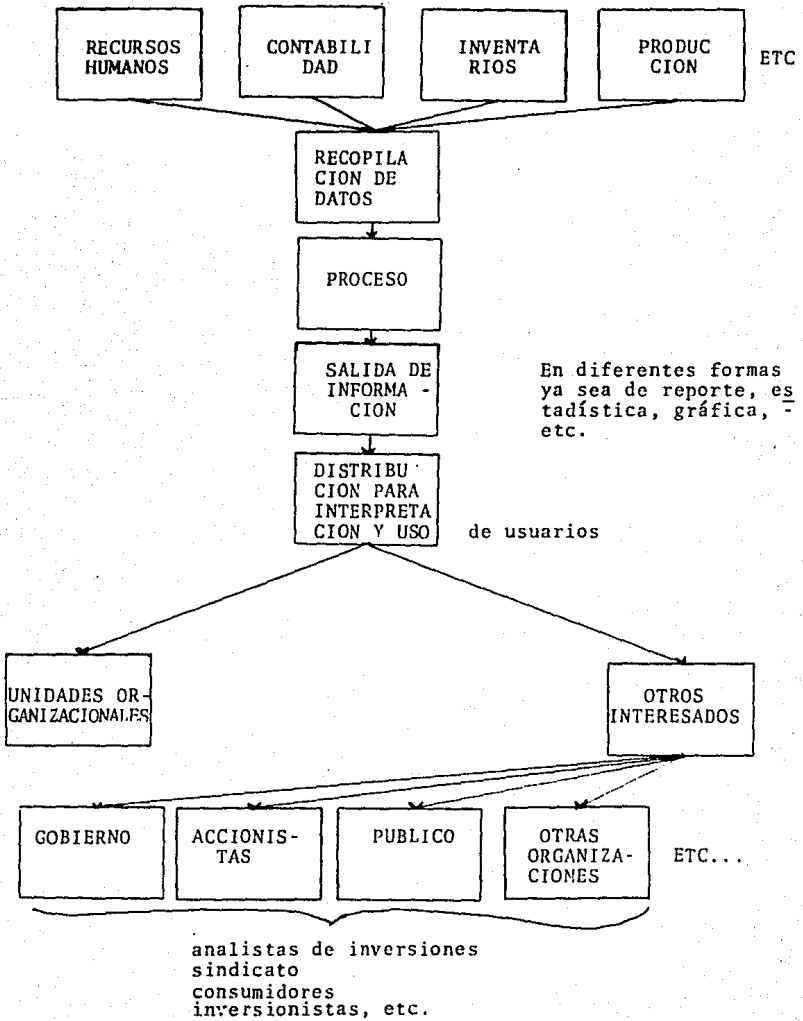 RECURSOS
HUMANOS
CONTABILI
DAD
INVENTA
RIOS
PRODUC
CION
ETC
RECOPILA
CION DE
DATOS
PROCESO
SALIDA DE
INFORMA -
CION
En diferentes formas
ya sea de reporte, es
tadística, gráfica, -
etc.
DISTRIBU
CION PARA
INTERPRETA
CION Y USO
de usuarios
UNIDADES OR-
GANIZACIONALES
OTROS
INTERESADOS
GOBIERNO
ACCIONIS-
TAS
PUBLICO
OTRAS
ORGANIZA-
CIONES
ETC...
analistas de inversiones
sindicato
consumidores
inversionistas, etc.